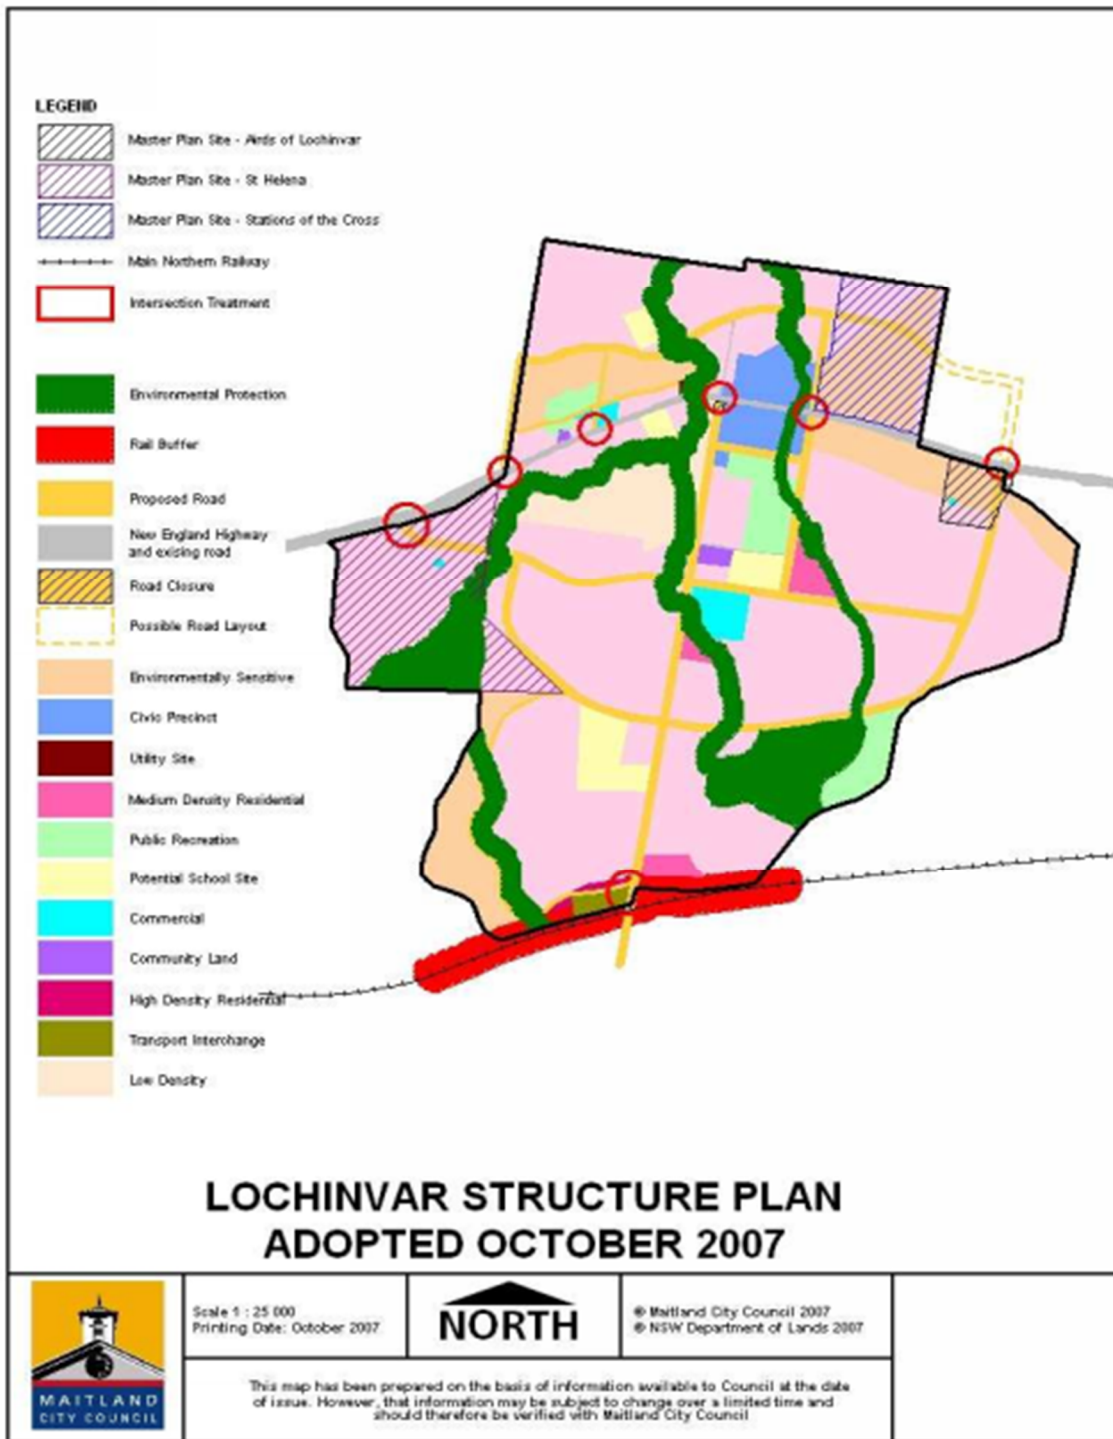 LEGEND
Master Plan Site - Airds of Lochinvar
Master Plan Site - St Helena
Master Plan Site - Stations of the Cross
Main Northern Railway
Intersection Treatment
Environmental Protection
Rail Buffer
Proposed Road
New England Highway
and exising road
Road Closure
Possible Road Layout
Environmentally Sensitive
Civic Precinct
Utility Site
Medium Density Residential
Public Recreation
Potential School Site
Commercial
Community Land
High Density Residential
Transport Interchange
Low Density
LOCHINVAR STRUCTURE PLAN
ADOPTED OCTOBER 2007
MAITLAND
CITY COUNCIL
Scale 1 : 25 000
Printing Date: October 2007
NORTH
© Maitland City Council 2007
© NSW Department of Lands 2007
This map has been prepared on the basis of information available to Council at the date
of issue. However, that information may be subject to change over a limited time and
should therefore be verified with Maitland City Council